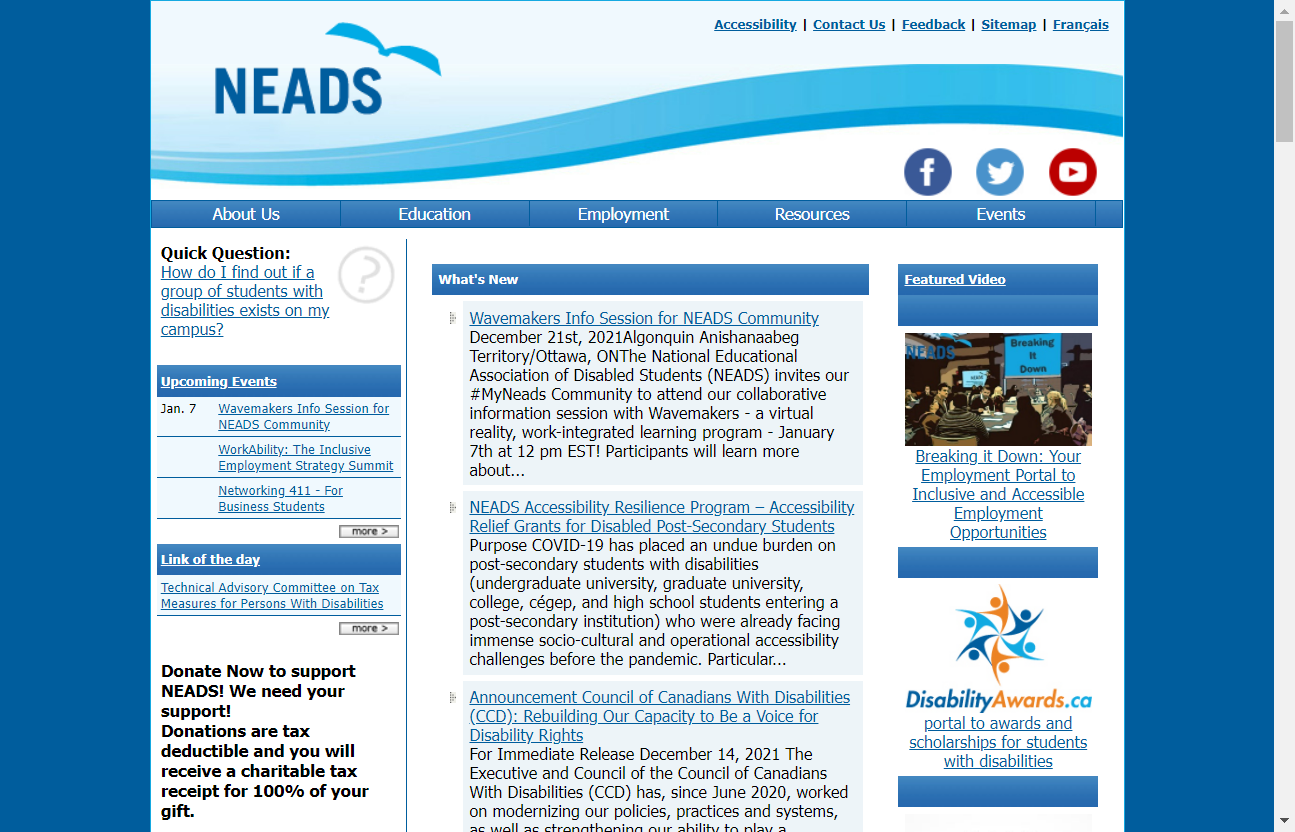 Accessibility | Contact Us | Feedback | Sitemap | Français
NEADS
About Us
Education
Employment
Resources
Events
Quick Question:
How do I find out if a
group of students with
disabilities exists on my
campus?
?
Upcoming Events
Jan. 7
Wavemakers Info Session for
NEADS Community
WorkAbility: The Inclusive
Employment Strategy Summit
Networking 411 - For
Business Students
more >
Link of the day
Technical Advisory Committee on Tax
Measures for Persons With Disabilities
more >
Donate Now to support
NEADS! We need your
support!
Donations are tax
deductible and you will
receive a charitable tax
receipt for 100% of your
gift.
What's New
Wavemakers Info Session for NEADS Community
December 21st, 2021Algonquin Anishanaabeg
Territory/Ottawa, ONThe National Educational
Association of Disabled Students (NEADS) invites our
#MyNeads Community to attend our collaborative
information session with Wavemakers - a virtual
reality, work-integrated learning program - January
7th at 12 pm EST! Participants will learn more
about...
NEADS Accessibility Resilience Program – Accessibility
Relief Grants for Disabled Post-Secondary Students
Purpose COVID-19 has placed an undue burden on
post-secondary students with disabilities
(undergraduate university, graduate university,
college, cégep, and high school students entering a
post-secondary institution) who were already facing
immense socio-cultural and operational accessibility
challenges before the pandemic. Particular...
Announcement Council of Canadians With Disabilities
(CCD): Rebuilding Our Capacity to Be a Voice for
Disability Rights
For Immediate Release December 14, 2021 The
Executive and Council of the Council of Canadians
With Disabilities (CCD) has, since June 2020, worked
on modernizing our policies, practices and systems,
as well as strengthening our ability to play a
Featured Video
NEADS
Breaking
It
Down
Breaking it Down: Your
Employment Portal to
Inclusive and Accessible
Employment
Opportunities
DisabilityAwards.ca
portal to awards and
scholarships for students
with disabilities